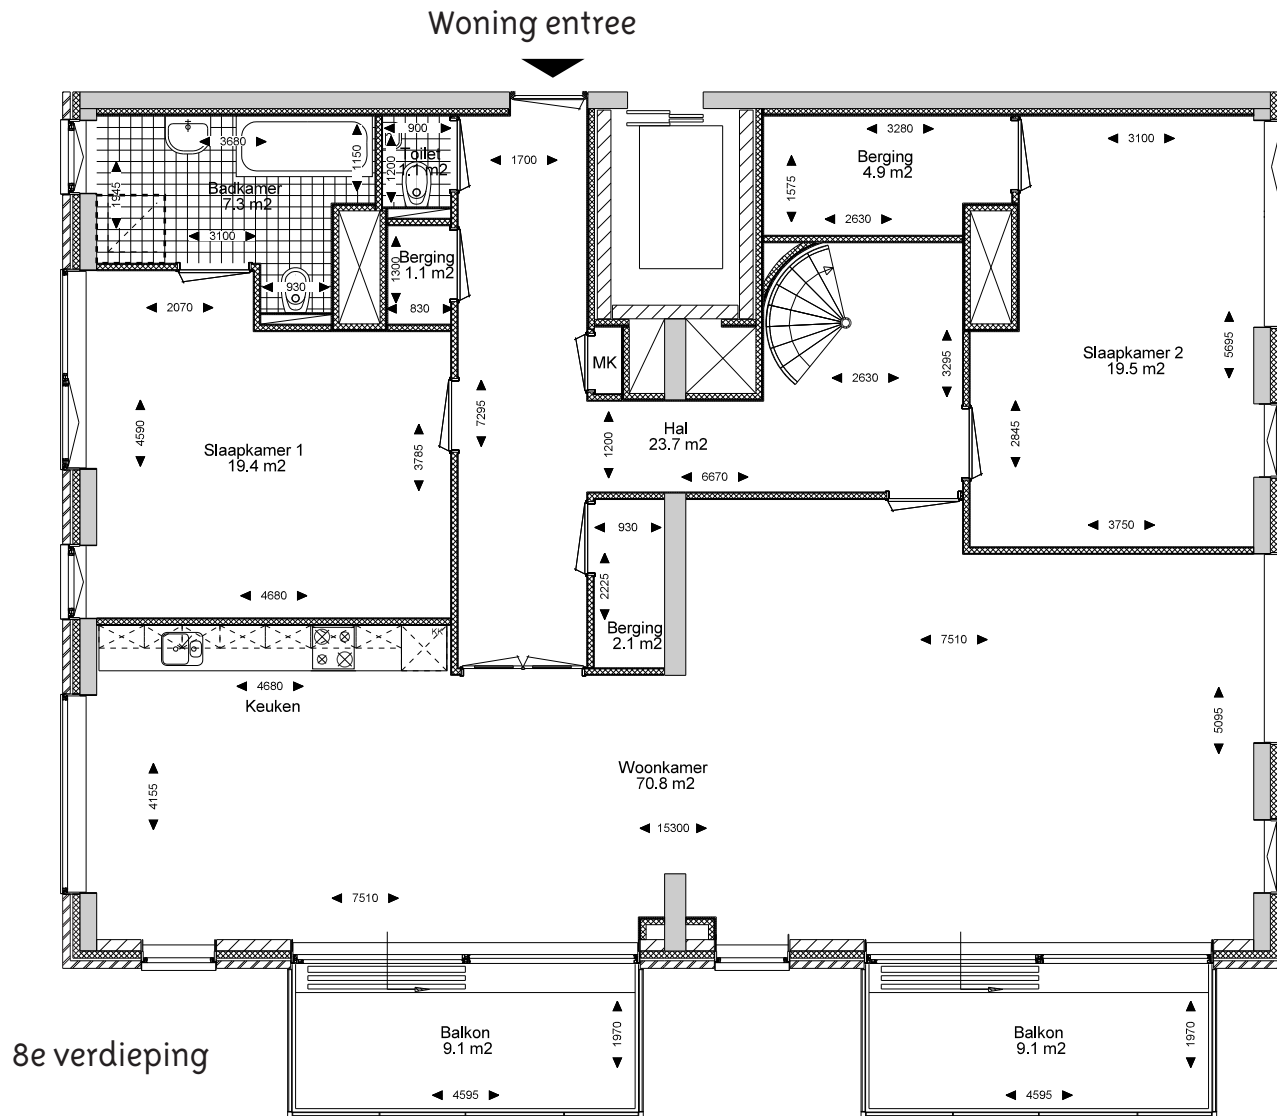 Woning entree
3680
1150
900
Toilet
1200
1700
3280
Berging
4.9 m2
1575
2630
3100
Badkamer
7.3 m2
1945
3100
930
Berging
1.1 m2
1300
830
2070
MK
2630
3295
Slaapkamer 2
19.5 m2
5695
4590
Slaapkamer 1
19.4 m2
3785
7295
Hal
23.7 m2
1200
6670
2845
3750
930
2225
Berging
2.1 m2
4680
KK
4680
Keuken
7510
5095
4155
Woonkamer
70.8 m2
15300
7510
Balkon
9.1 m2
1970
4595
Balkon
9.1 m2
1970
4595
8e verdieping